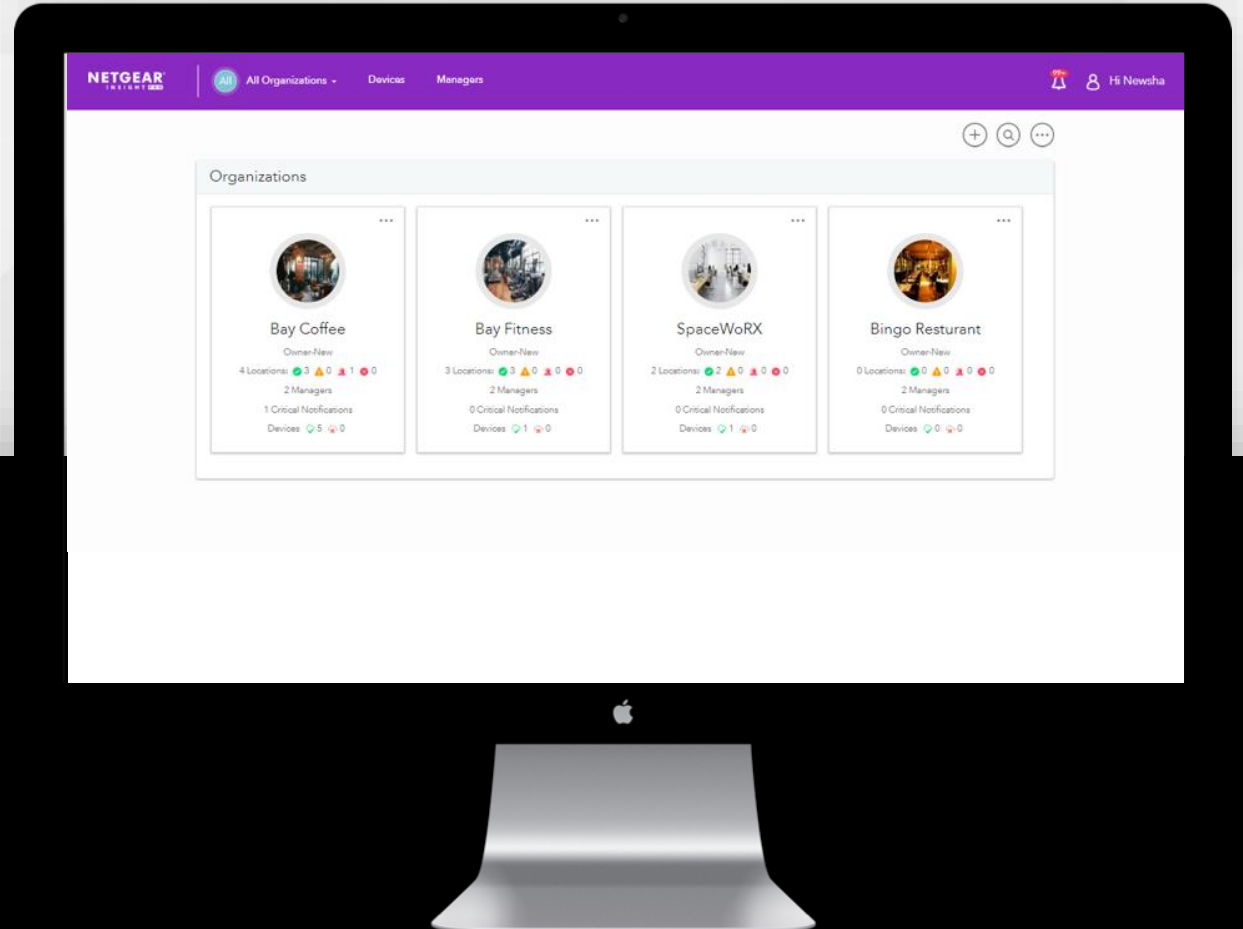 NETGEAR
INSIGHT PRO
All
All Organizations
Devices
Managers
99+
Hi Newsha
Organizations
Bay Coffee
Owner-New
4 Locations: 3 0 1 0
2 Managers
1 Critical Notifications
Devices 5 0
Bay Fitness
Owner-New
3 Locations: 3 0 0 0
2 Managers
0 Critical Notifications
Devices 1 0
SpaceWoRX
Owner-New
2 Locations: 2 0 0 0
2 Managers
0 Critical Notifications
Devices 1 0
Bingo Resturant
Owner-New
0 Locations: 0 0 0 0
2 Managers
0 Critical Notifications
Devices 0 0